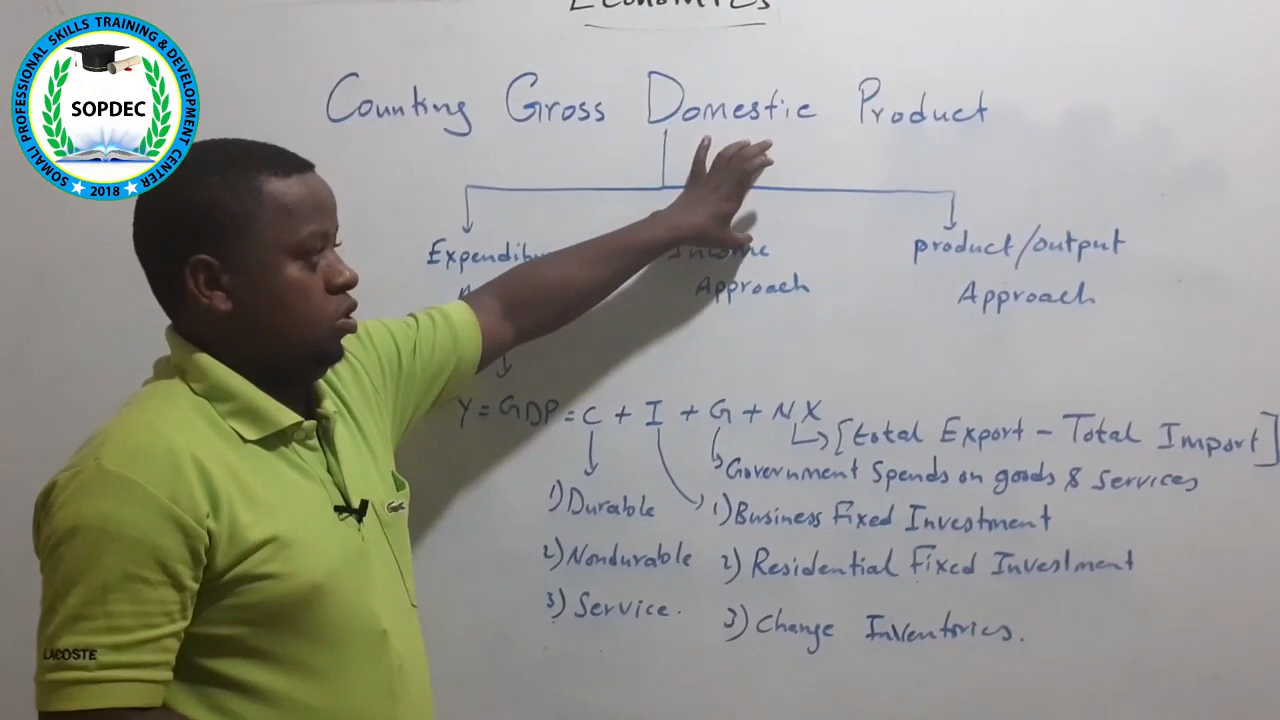 Economics
SOMALI PROFESSIONAL SKILLS TRAINING & DEVELOPMENT CENTER
SOPDEC
2018
Counting Gross Domestic Product
Income
product/output
Approach
Approach
Y = GDP = C + I + G + NX
[total Export - Total Import]
Government Spends on goods & services
1) Durable
1) Business Fixed Investment
2) Nondurable
2) Residential Fixed Investment
3) Service.
3) Change Inventories.
LACOSTE